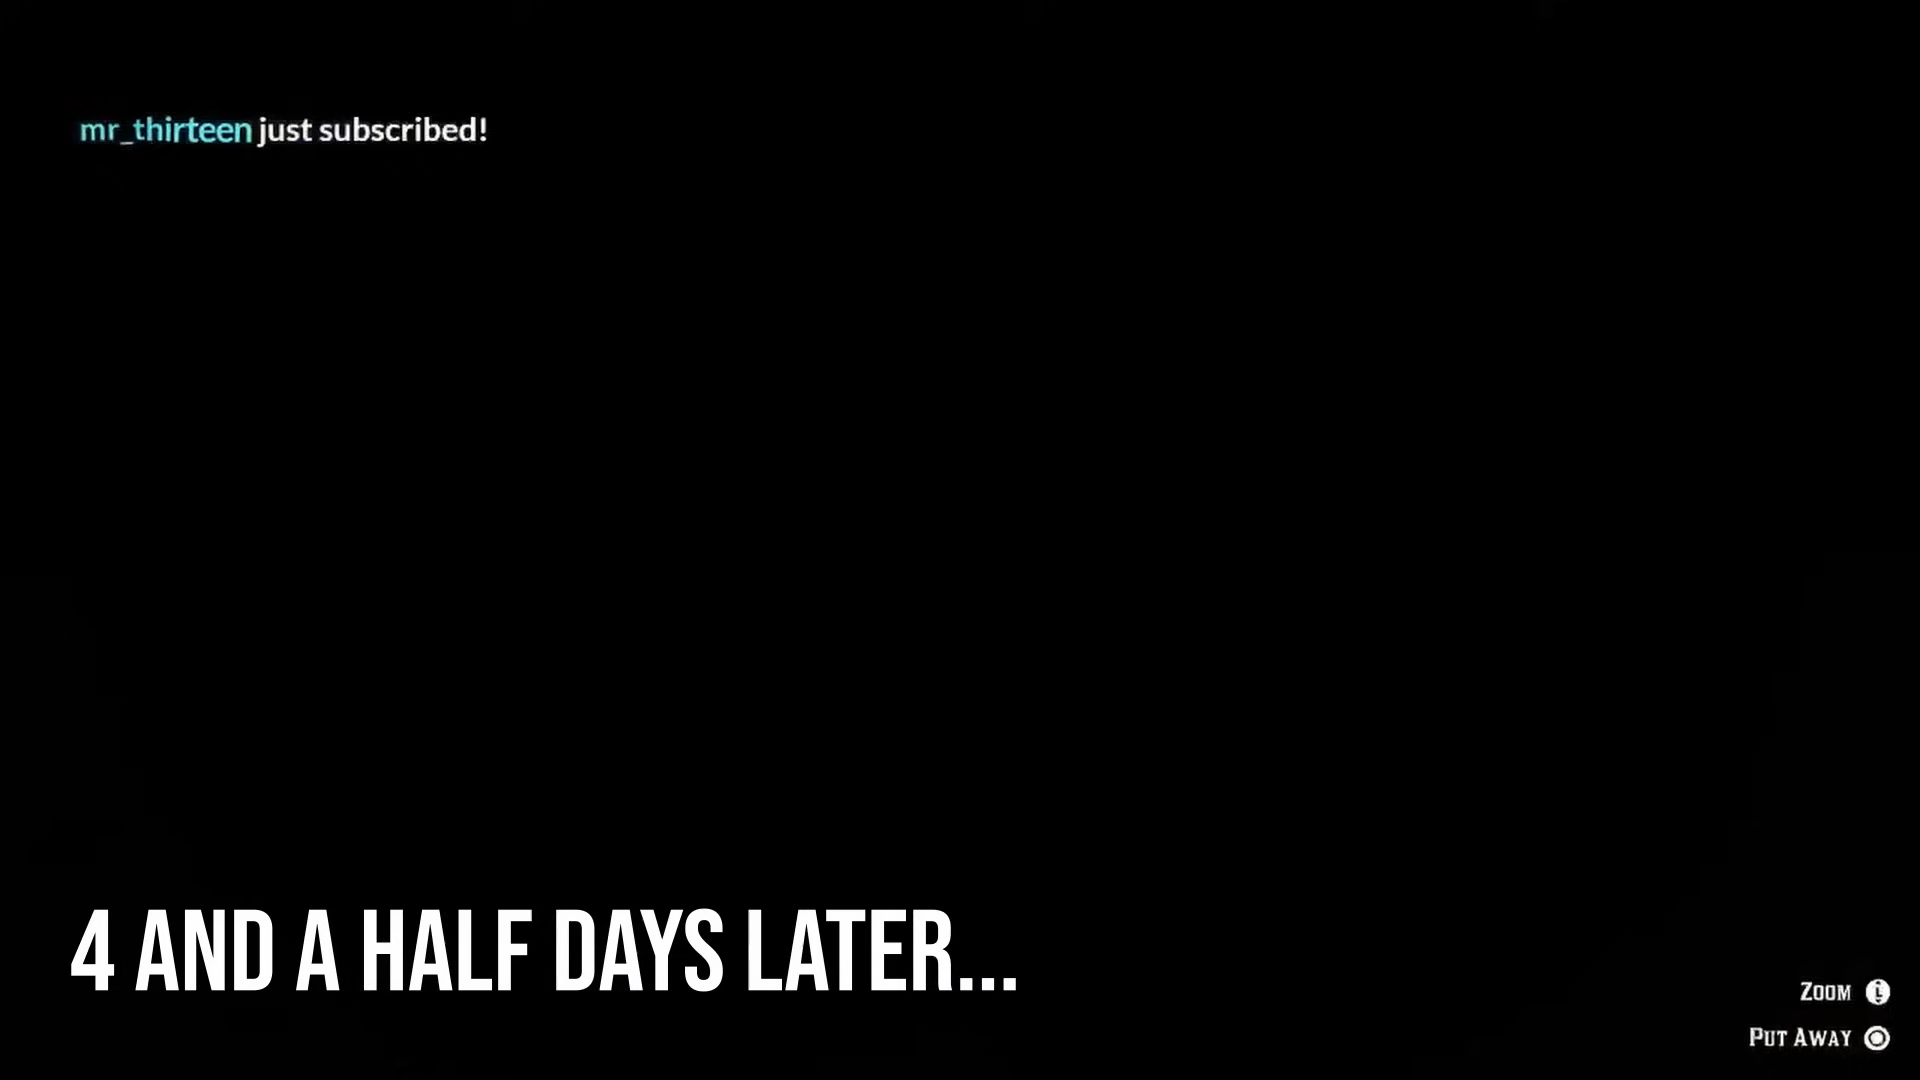 mr_thirteen just subscribed!
4 AND A HALF DAYS LATER...
ZOOM L
PUT AWAY